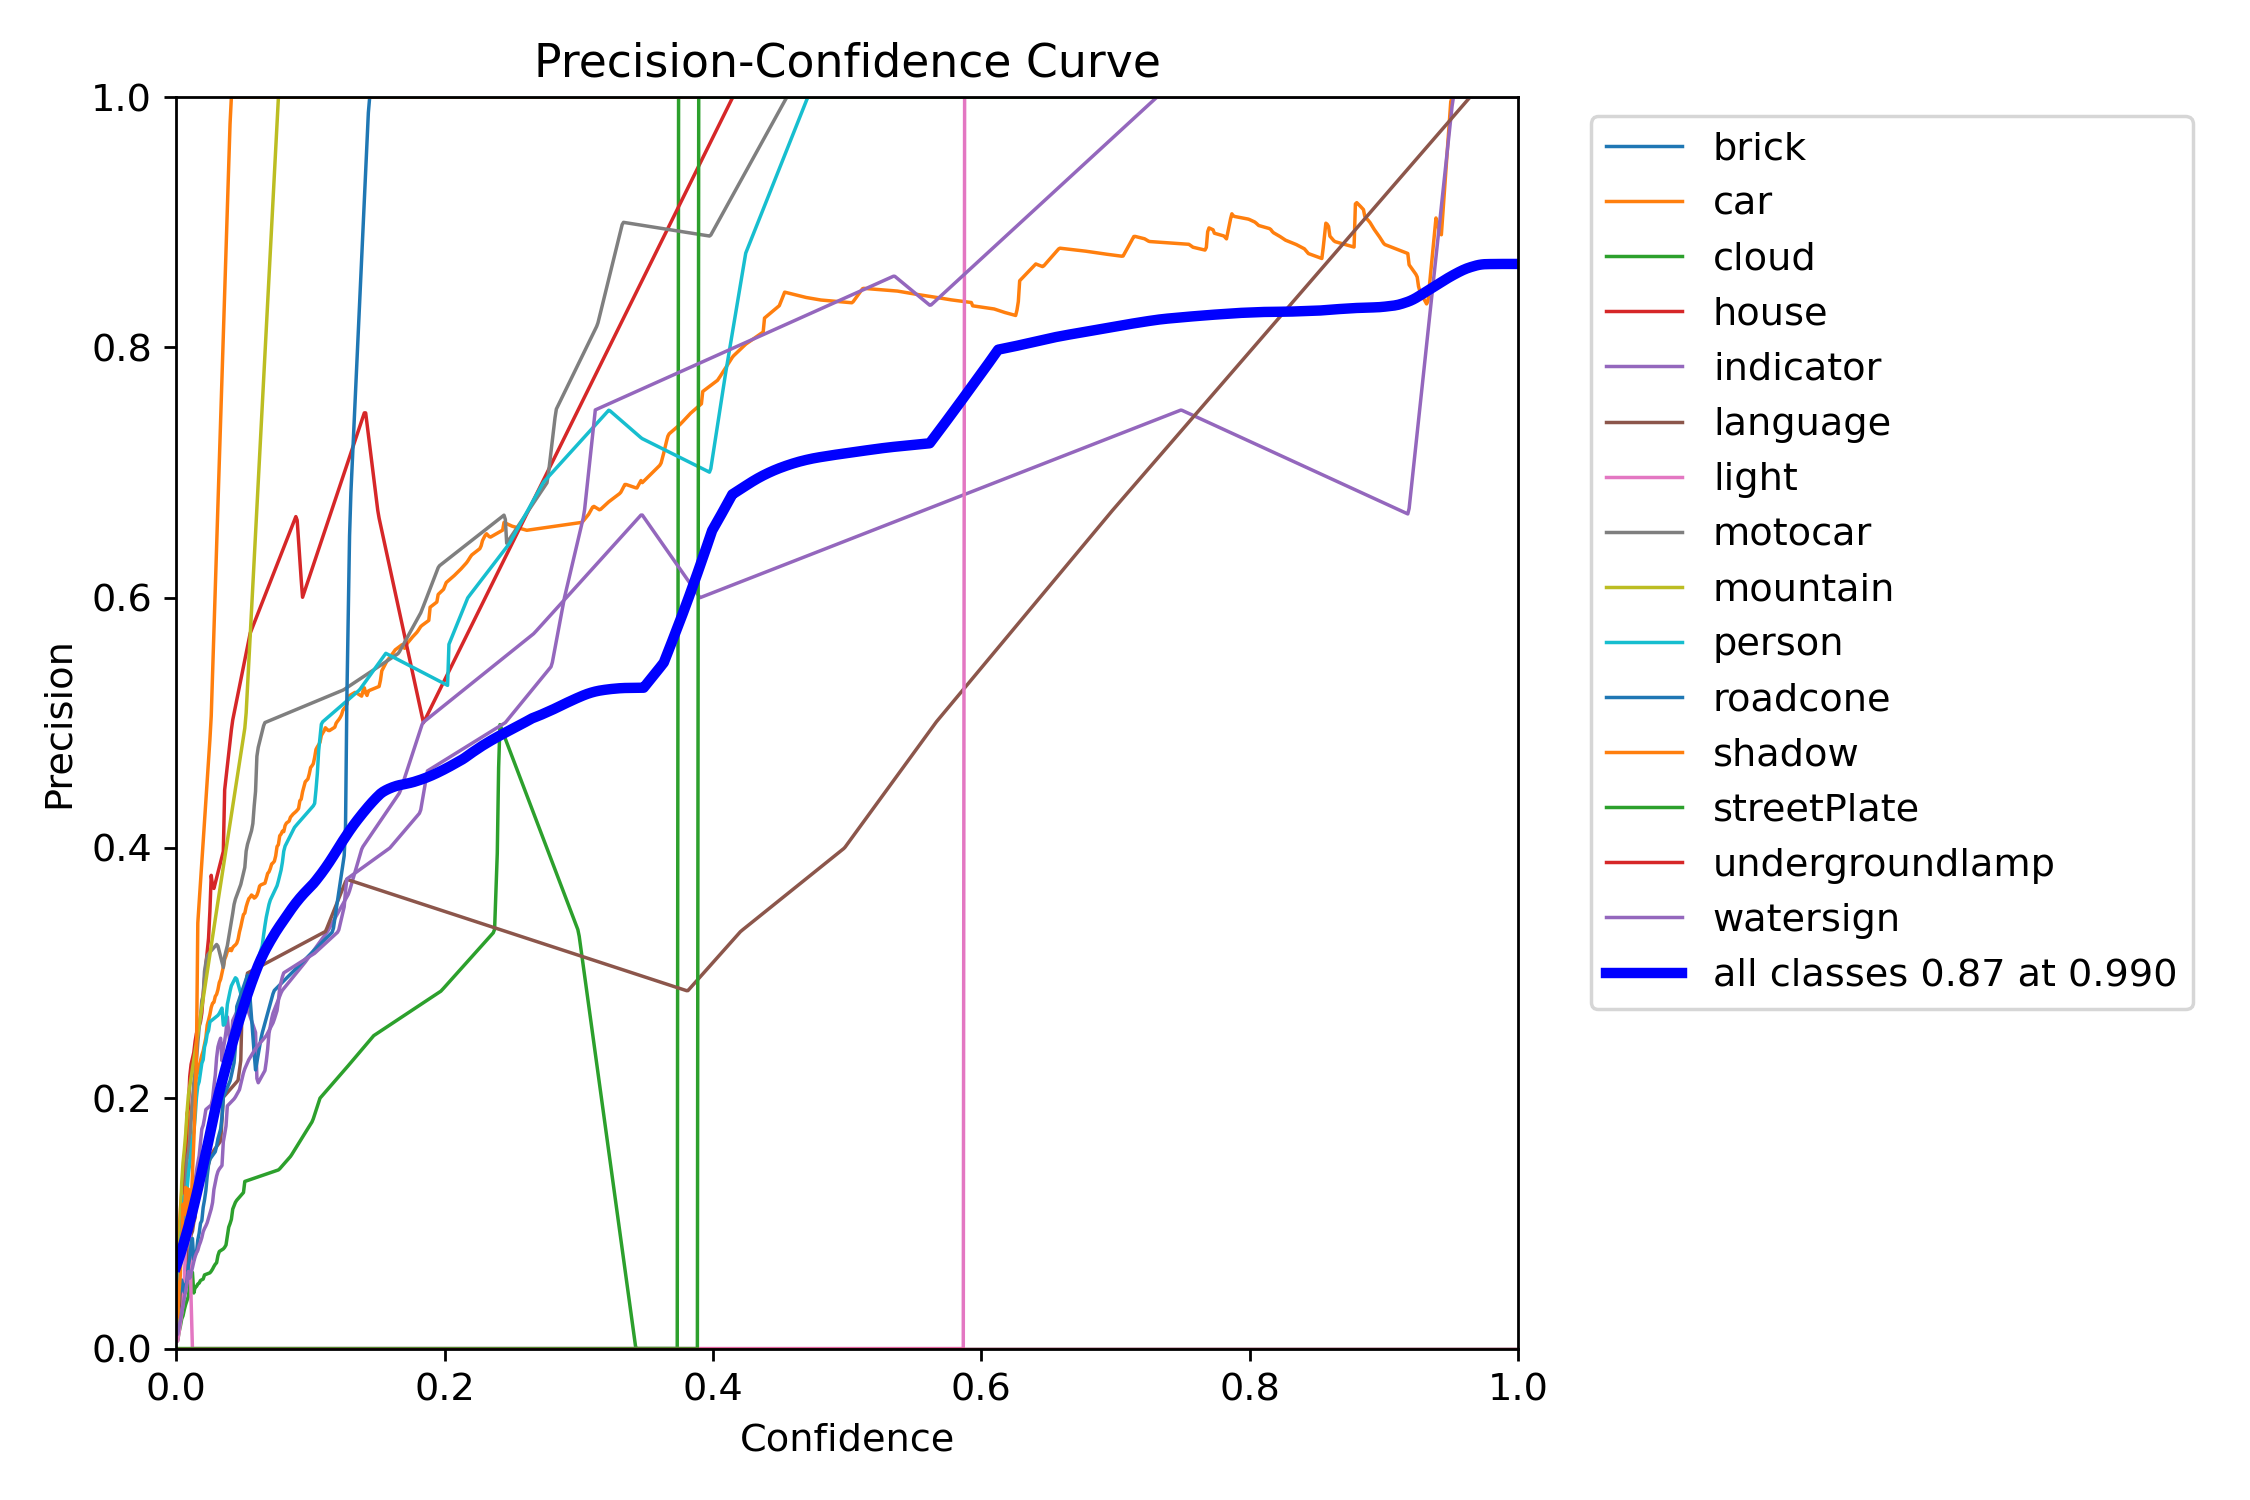 Precision-Confidence Curve
1.0
0.8
0.6
0.4
0.2
0.0
Precision
0.0 0.2 0.4 0.6 0.8 1.0
Confidence
brick
car
cloud
house
indicator
language
light
motocar
mountain
person
roadcone
shadow
streetPlate
undergroundlamp
watersign
all classes 0.87 at 0.990